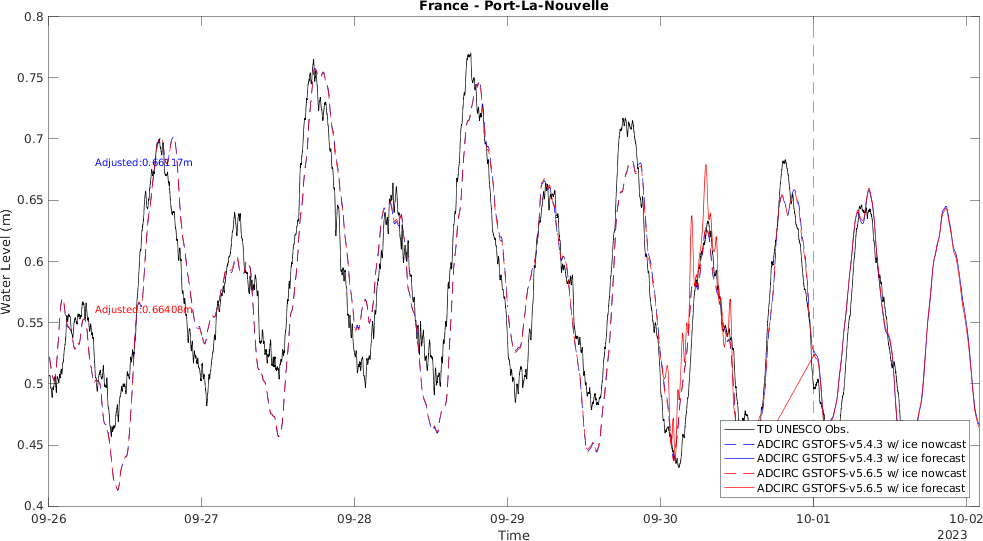 France - Port-La-Nouvelle
0.8
0.75
0.7
0.65
0.6
0.55
0.5
0.45
0.4
Water Level (m)
Adjusted:0.66917m
Adjusted:0.66408m
TD UNESCO Obs.
ADCIRC GSTOFS-v5.4.3 w/ ice nowcast
ADCIRC GSTOFS-v5.4.3 w/ ice forecast
ADCIRC GSTOFS-v5.6.5 w/ ice nowcast
ADCIRC GSTOFS-v5.6.5 w/ ice forecast
09-26 09-27 09-28 09-29 09-30 10-01 10-02
Time
2023